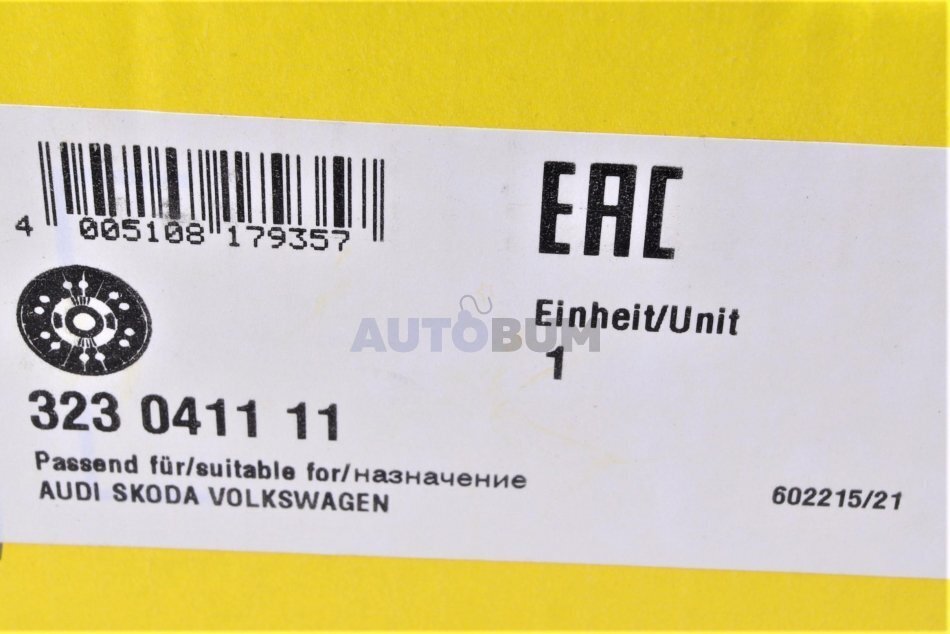 4 005108 179357
EAC
Einheit/Unit
1
AUTOBUM
323 0411 11
Passend für/suitable for/назначение
AUDI SKODA VOLKSWAGEN
602215/21